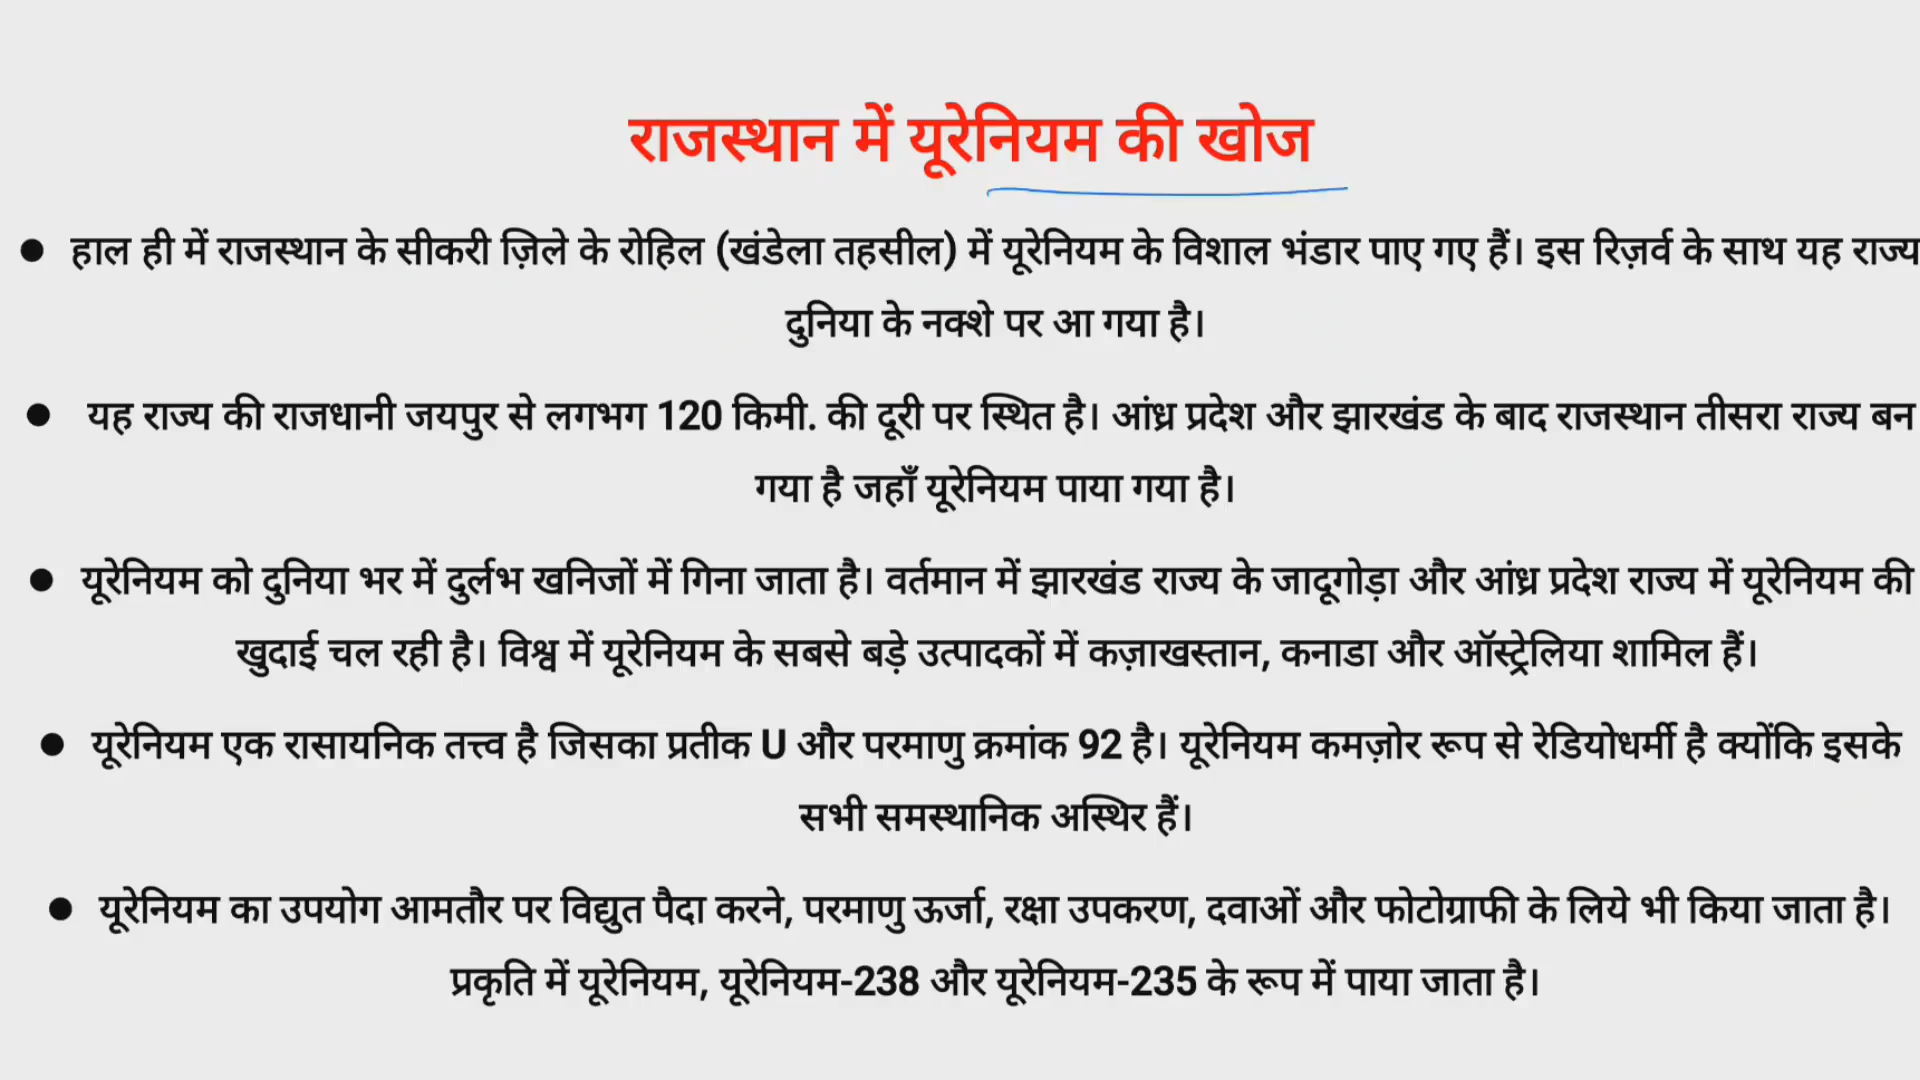 राजस्थान में यूरेनियम की खोज
● हाल ही में राजस्थान के सीकरी ज़िले के रोहिल (खंडेला तहसील) में यूरेनियम के विशाल भंडार पाए गए हैं। इस रिज़र्व के साथ यह राज्य
दुनिया के नक्शे पर आ गया है।
● यह राज्य की राजधानी जयपुर से लगभग 120 किमी. की दूरी पर स्थित है। आंध्र प्रदेश और झारखंड के बाद राजस्थान तीसरा राज्य बन
गया है जहाँ यूरेनियम पाया गया है।
● यूरेनियम को दुनिया भर में दुर्लभ खनिजों में गिना जाता है। वर्तमान में झारखंड राज्य के जादूगोड़ा और आंध्र प्रदेश राज्य में यूरेनियम की
खुदाई चल रही है। विश्व में यूरेनियम के सबसे बड़े उत्पादकों में कज़ाखस्तान, कनाडा और ऑस्ट्रेलिया शामिल हैं।
● यूरेनियम एक रासायनिक तत्त्व है जिसका प्रतीक U और परमाणु क्रमांक 92 है। यूरेनियम कमज़ोर रूप से रेडियोधर्मी है क्योंकि इसके
सभी समस्थानिक अस्थिर हैं।
● यूरेनियम का उपयोग आमतौर पर विद्युत पैदा करने, परमाणु ऊर्जा, रक्षा उपकरण, दवाओं और फोटोग्राफी के लिये भी किया जाता है।
प्रकृति में यूरेनियम, यूरेनियम-238 और यूरेनियम-235 के रूप में पाया जाता है।